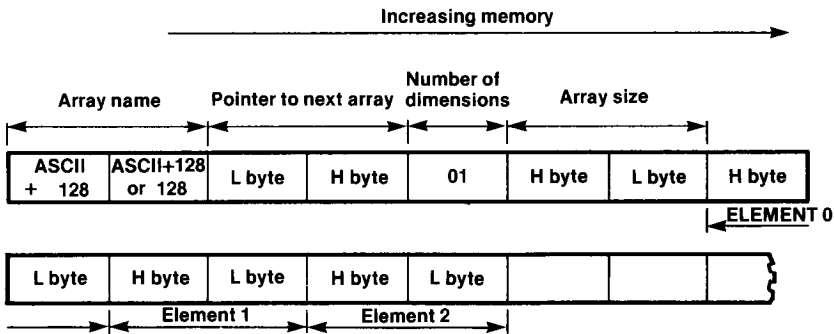 Increasing memory
Number of
Array name Pointer to next array dimensions Array size
ASCII ASCII+128
+ 128 or 128 L byte H byte 01 H byte L byte H byte
ELEMENT 0
L byte H byte L byte H byte L byte
Element 1 Element 2